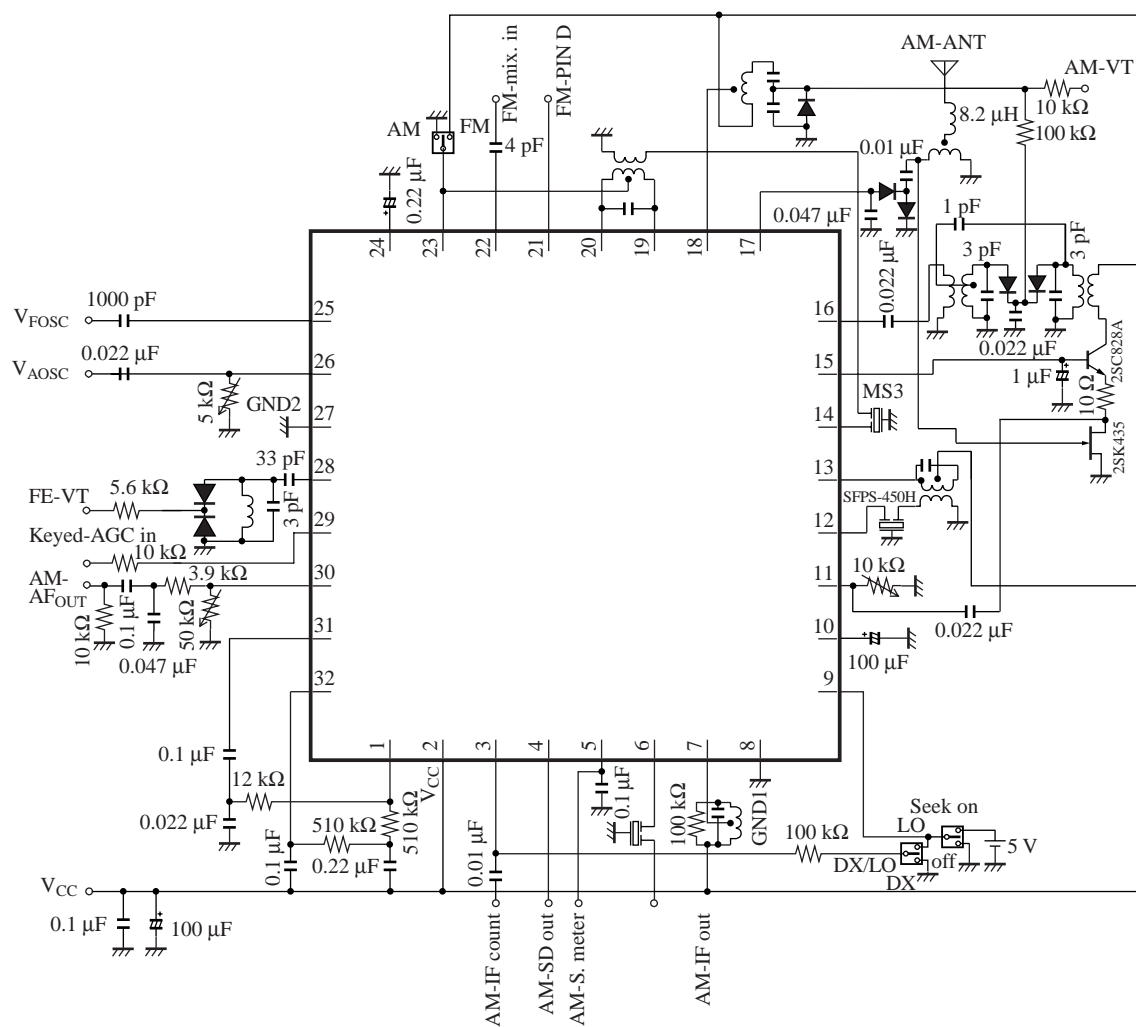 AM-ANT
AM-VT
10 kΩ
8.2 µH
100 kΩ
FM-mix. in
FM-PIN D
AM
FM
4 pF
0.22 µF
0.01 µF
0.047 µF
1 pF
0.022 µF
3 pF
3 pF
24
23
22
21
20
19
18
17
1000 pF
VFOSC
25
16
0.022 µF
0.022 µF
VAOSC
26
15
1 µF
2SC828A
10 Ω
5 kΩ
GND2
27
14
MS3
2SK435
33 pF
28
13
5.6 kΩ
FE-VT
3 pF
SFPS-450H
29
12
Keyed-AGC in
10 kΩ
AM-
AFOUT
3.9 kΩ
30
11
10 kΩ
10 kΩ
0.1 µF
50 kΩ
0.047 µF
31
10
0.022 µF
100 µF
32
9
1
2
3
4
5
6
7
8
VCC
0.1 µF
12 kΩ
0.022 µF
510 kΩ
510 kΩ
0.1 µF
0.22 µF
0.01 µF
0.1 µF
100 kΩ
GND1
100 kΩ
Seek on
LO
DX/LO
off
DX
5 V
VCC
0.1 µF
100 µF
AM-IF count
AM-SD out
AM-S. meter
AM-IF out